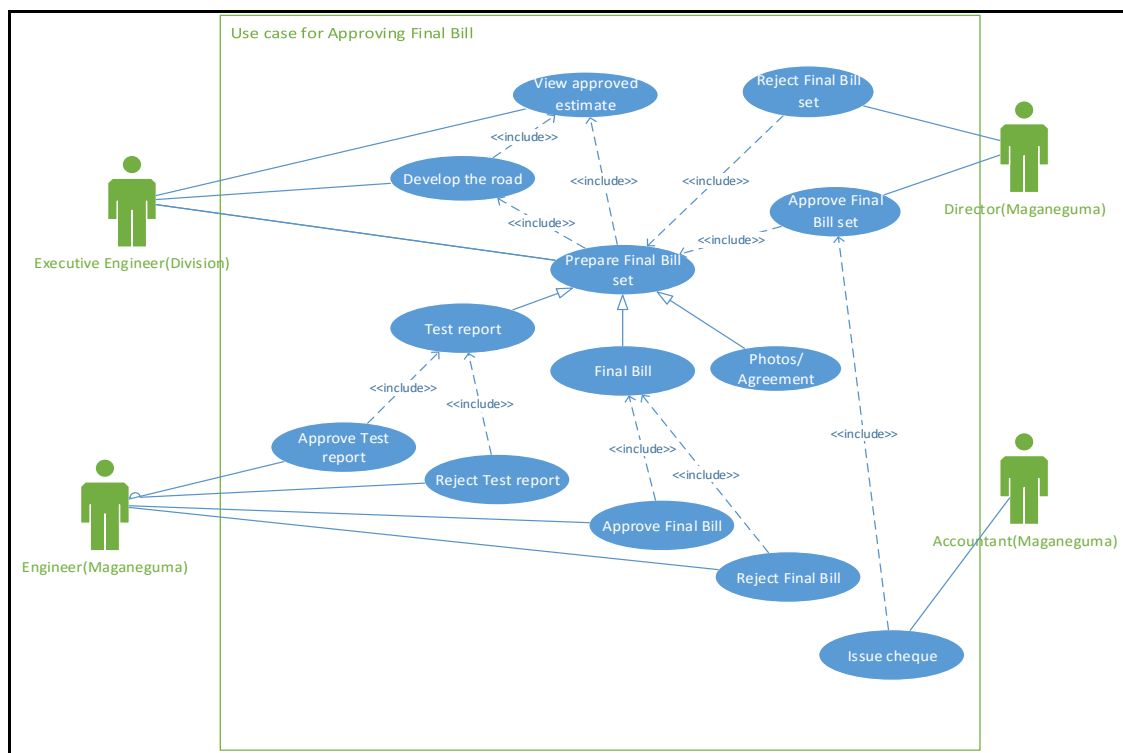 Use case for Approving Final Bill
View approved
estimate
Reject Final Bill
set
<<include>>
Develop the road
<<include>>
<<include>>
Approve Final
Bill set
Director(Maganeguma)
<<include>>
<<include>>
Executive Engineer(Division)
Prepare Final Bill
set
Test report
Final Bill
Photos/
Agreement
<<include>>
<<include>>
Approve Test
report
<<include>>
<<include>>
<<include>>
Reject Test report
Approve Final Bill
Accountant(Maganeguma)
Engineer(Maganeguma)
Reject Final Bill
Issue cheque